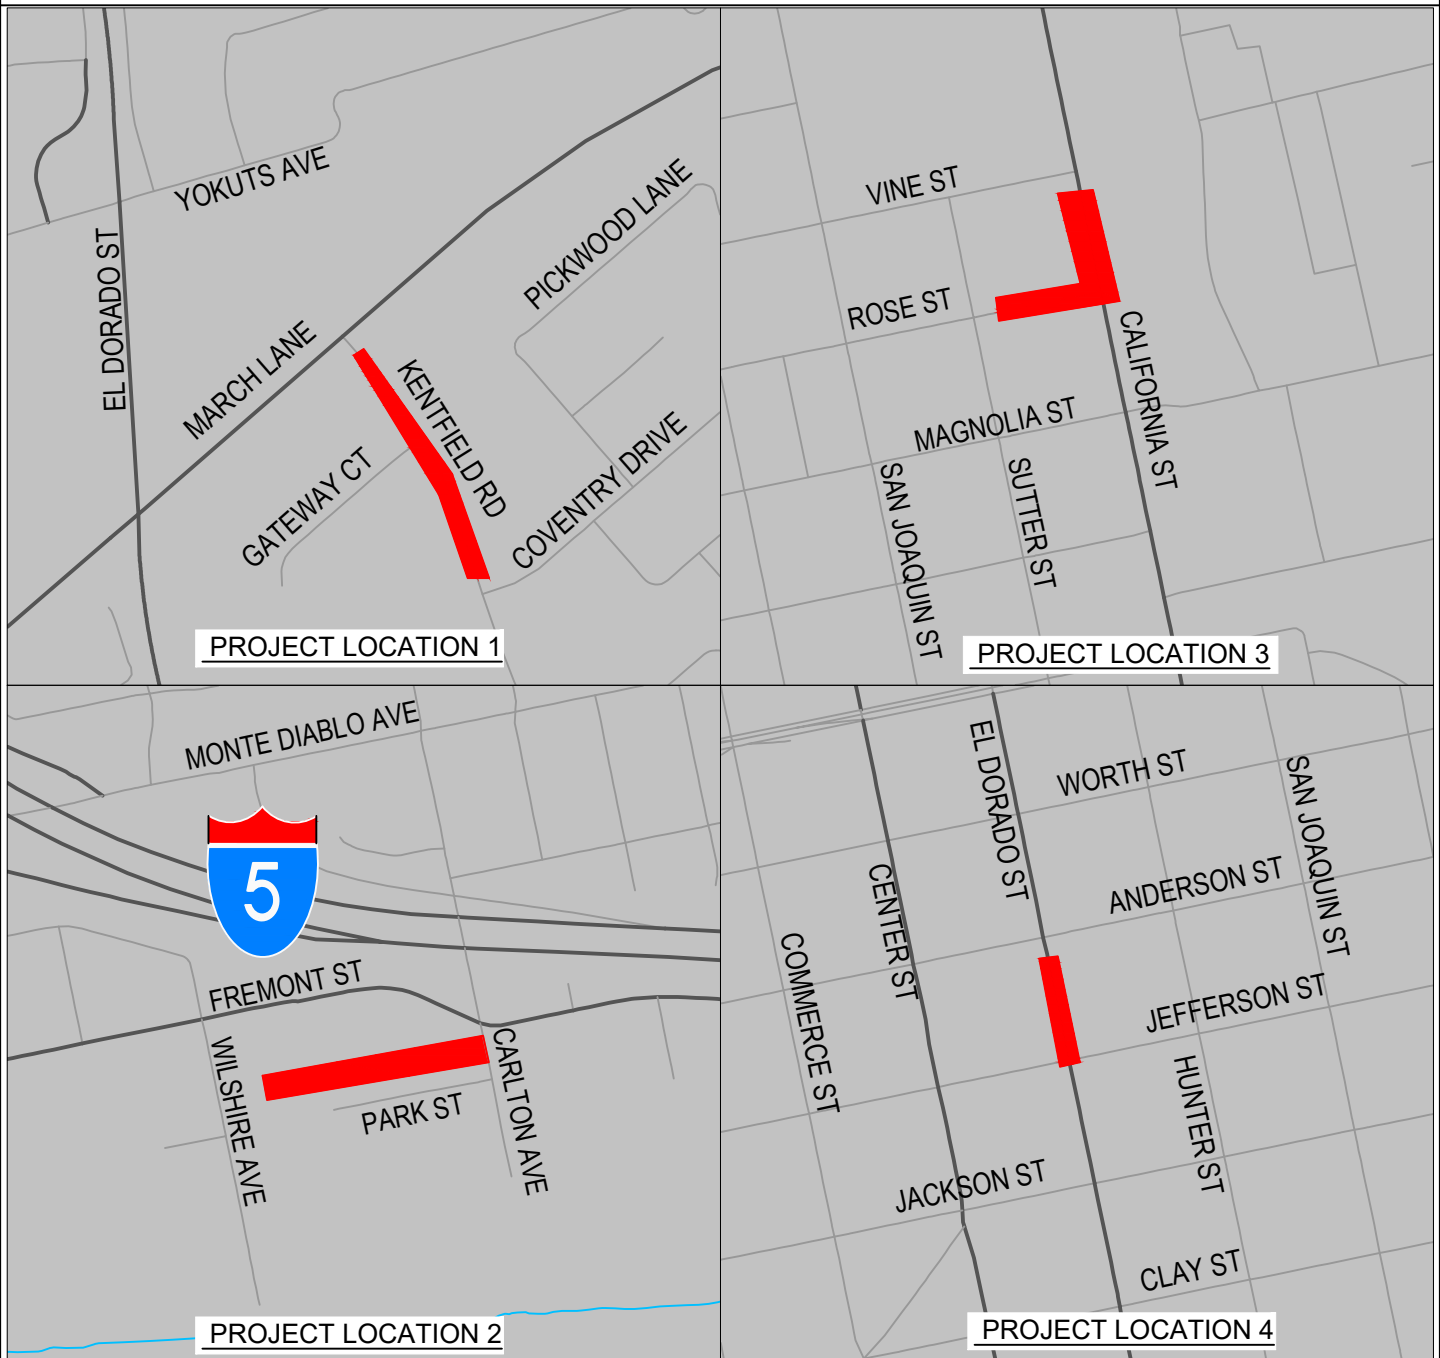 YOKUTS AVE
EL DORADO ST
MARCH LANE
PICKWOOD LANE
KENTFIELD RD
GATEWAY CT
COVENTRY DRIVE
PROJECT LOCATION 1
VINE ST
ROSE ST
CALIFORNIA ST
MAGNOLIA ST
SAN JOAQUIN ST
SUTTER ST
PROJECT LOCATION 3
MONTE DIABLO AVE
5
FREMONT ST
WILSHIRE AVE
CARLTON AVE
PARK ST
PROJECT LOCATION 2
EL DORADO ST
WORTH ST
SAN JOAQUIN ST
CENTER ST
ANDERSON ST
COMMERCE ST
JEFFERSON ST
HUNTER ST
JACKSON ST
CLAY ST
PROJECT LOCATION 4